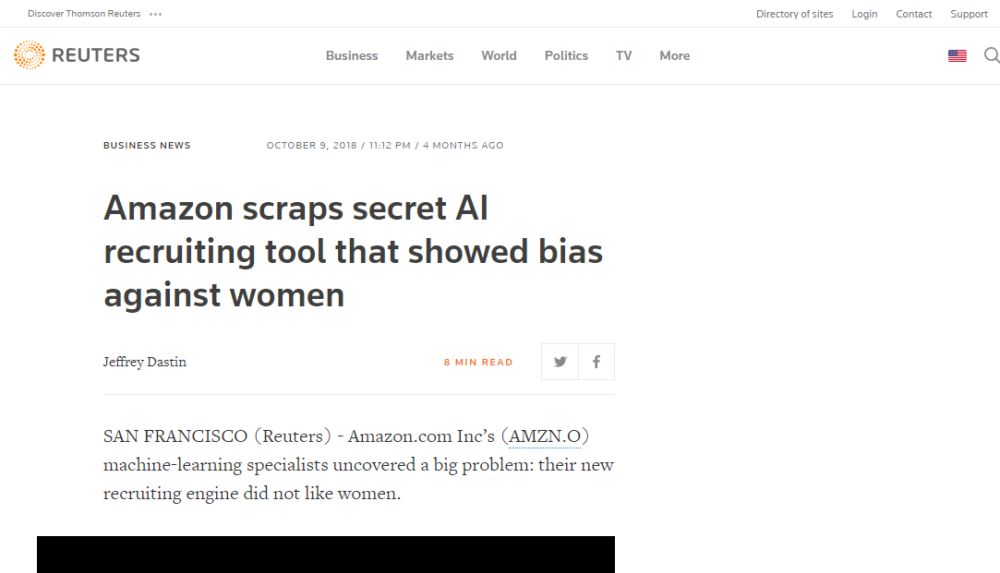 Discover Thomson Reuters
Directory of sites Login Contact Support
REUTERS
Business Markets World Politics TV More
BUSINESS NEWS
OCTOBER 9, 2018 / 11:12 PM / 4 MONTHS AGO
Amazon scraps secret AI
recruiting tool that showed bias
against women
Jeffrey Dastin
8 MIN READ
SAN FRANCISCO (Reuters) - Amazon.com Inc’s (AMZN.O)
machine-learning specialists uncovered a big problem: their new
recruiting engine did not like women.